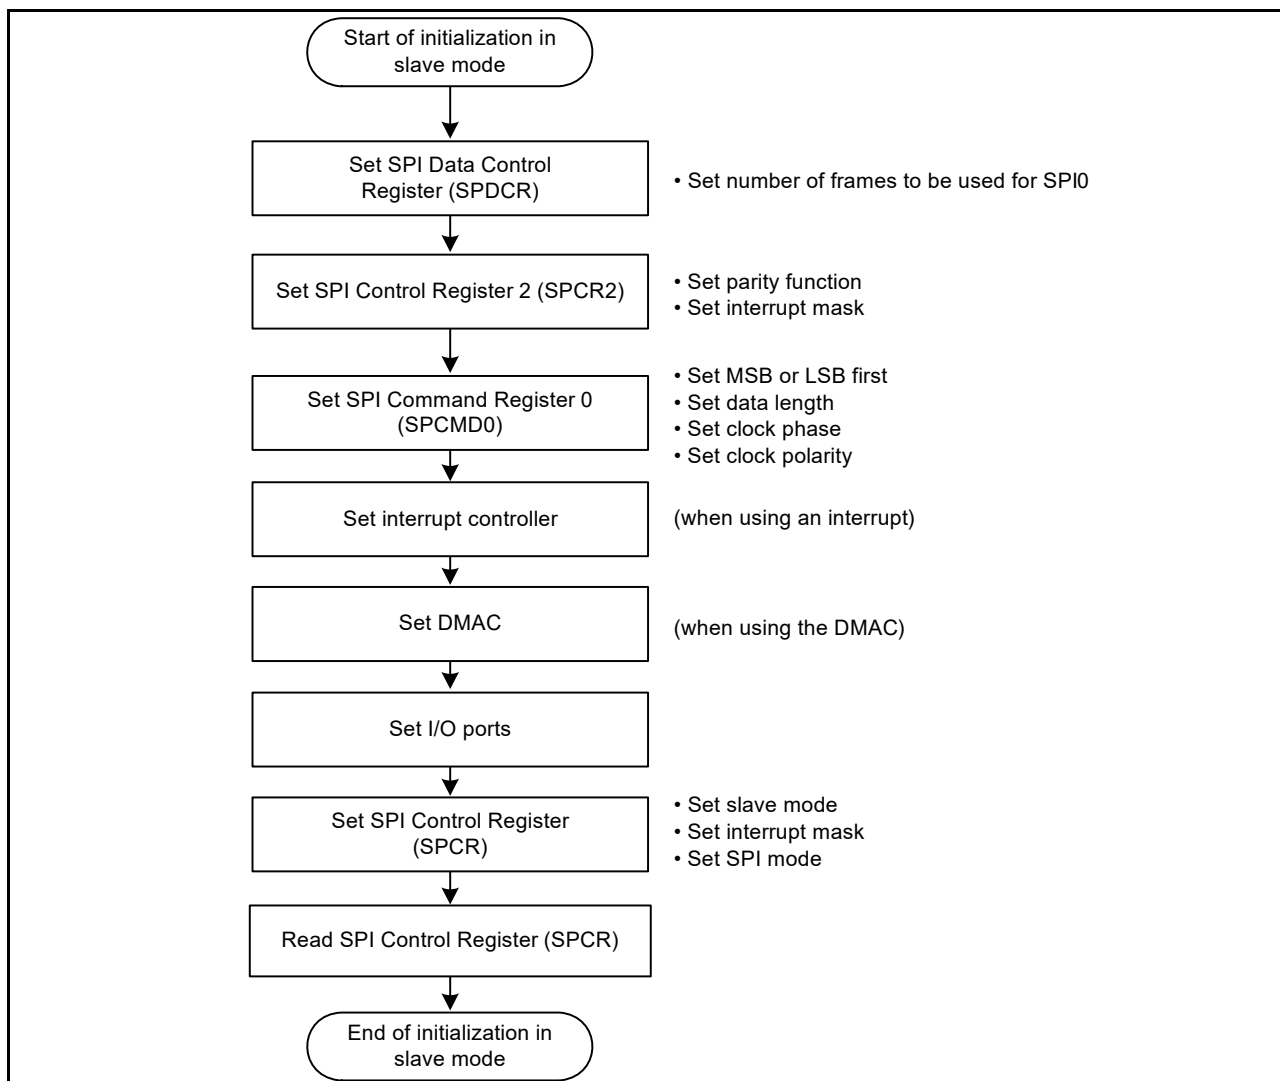 Start of initialization in
slave mode
Set SPI Data Control
Register (SPDCR)
• Set number of frames to be used for SPI0
Set SPI Control Register 2 (SPCR2)
• Set parity function
• Set interrupt mask
Set SPI Command Register 0
(SPCMD0)
• Set MSB or LSB first
• Set data length
• Set clock phase
• Set clock polarity
Set interrupt controller
(when using an interrupt)
Set DMAC
(when using the DMAC)
Set I/O ports
Set SPI Control Register
(SPCR)
• Set slave mode
• Set interrupt mask
• Set SPI mode
Read SPI Control Register (SPCR)
End of initialization in
slave mode